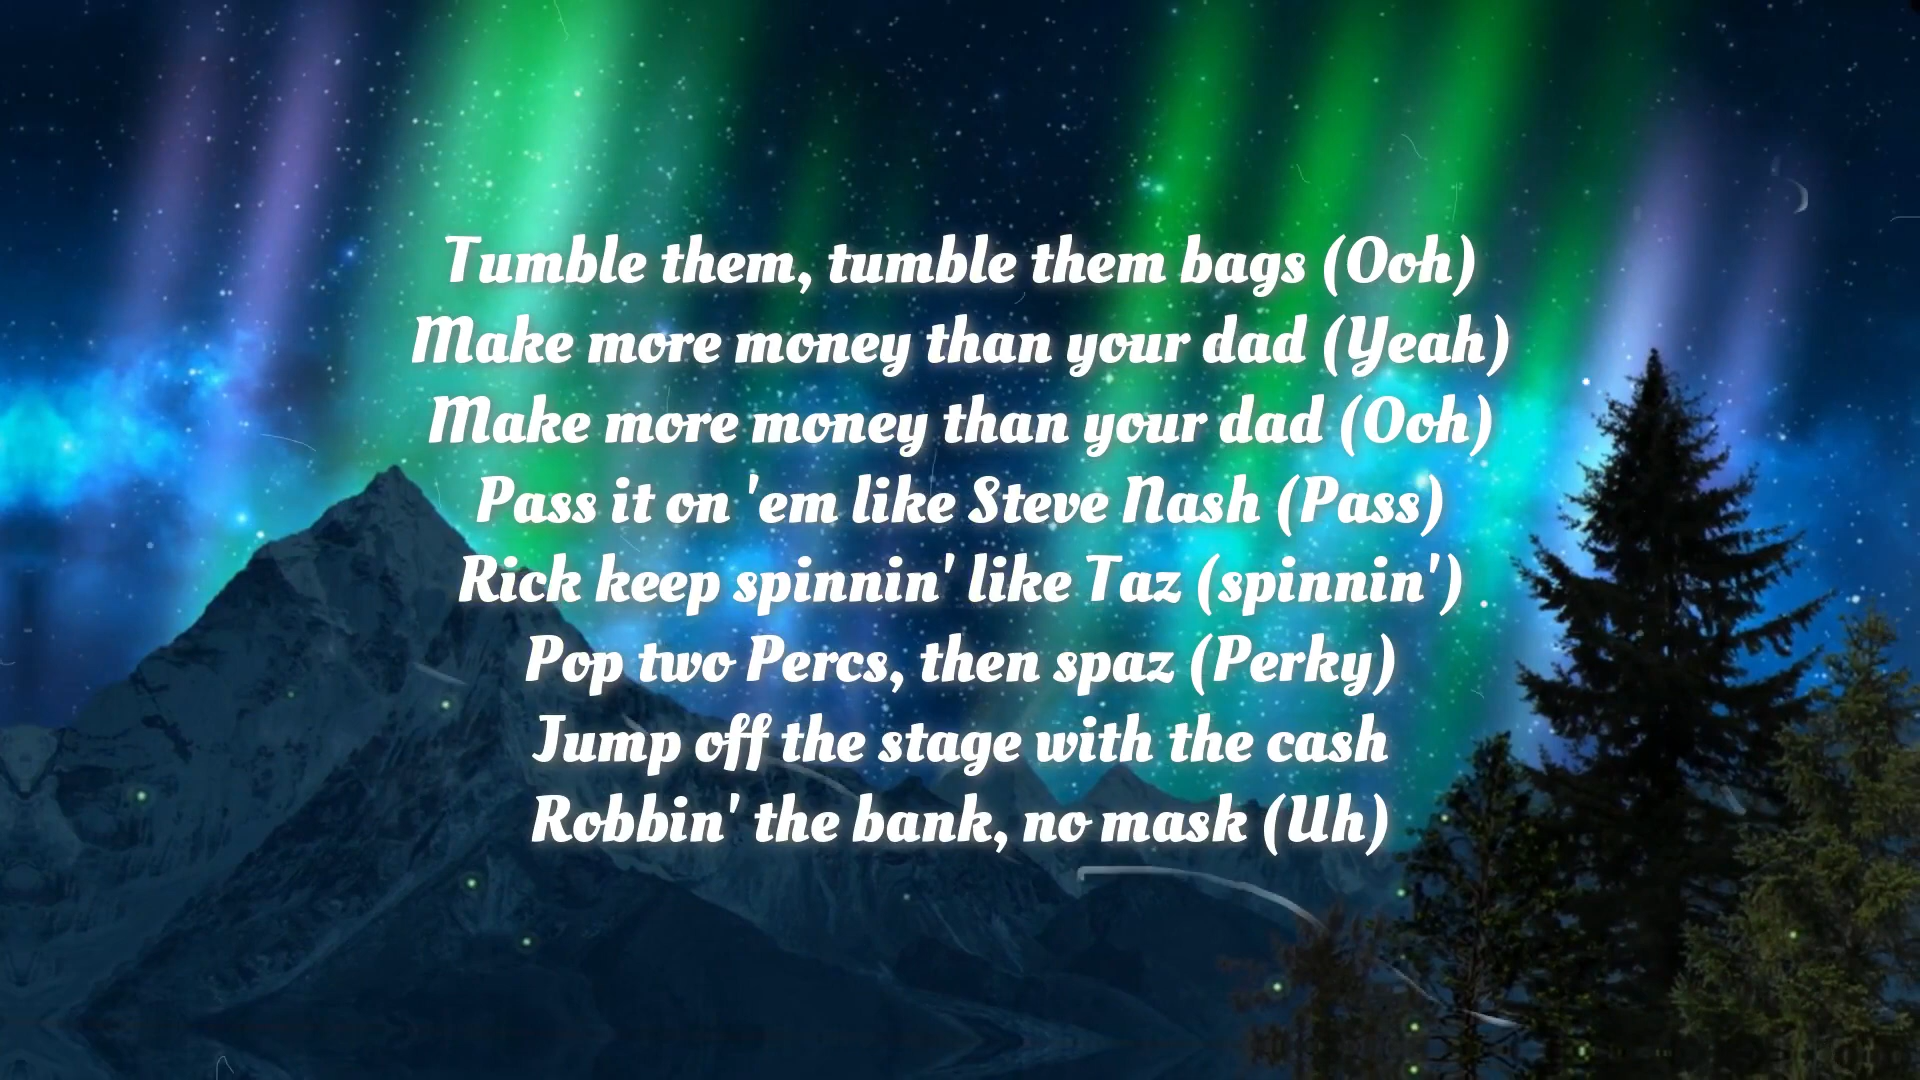 Tumble them, tumble them bags (Ooh)
Make more money than your dad (Yeah)
Make more money than your dad (Ooh)
Pass it on 'em like Steve Nash (Pass)
Rick keep spinnin' like Taz (spinnin')
Pop two Percs, then spaz (Perky)
Jump off the stage with the cash
Robbin' the bank, no mask (Uh)